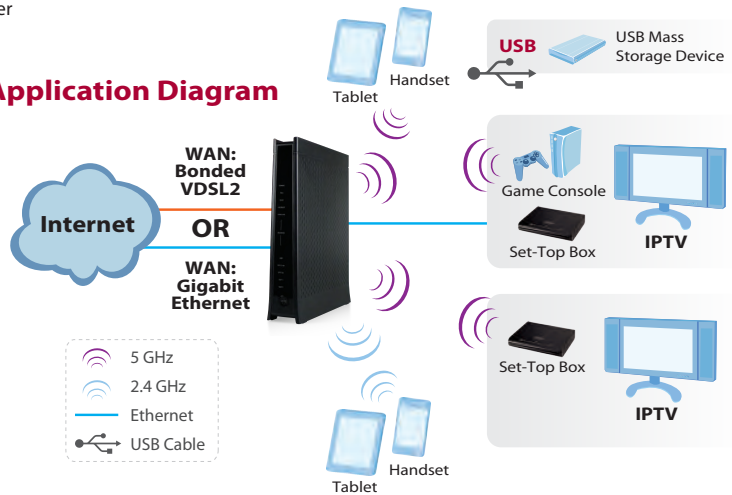 er
Application Diagram
Tablet
Handset
USB
USB Mass
Storage Device
Internet
WAN:
Bonded
VDSL2
OR
WAN:
Gigabit
Ethernet
Game Console
Set-Top Box
IPTV
Set-Top Box
IPTV
5 GHz
2.4 GHz
Ethernet
USB Cable
Tablet
Handset